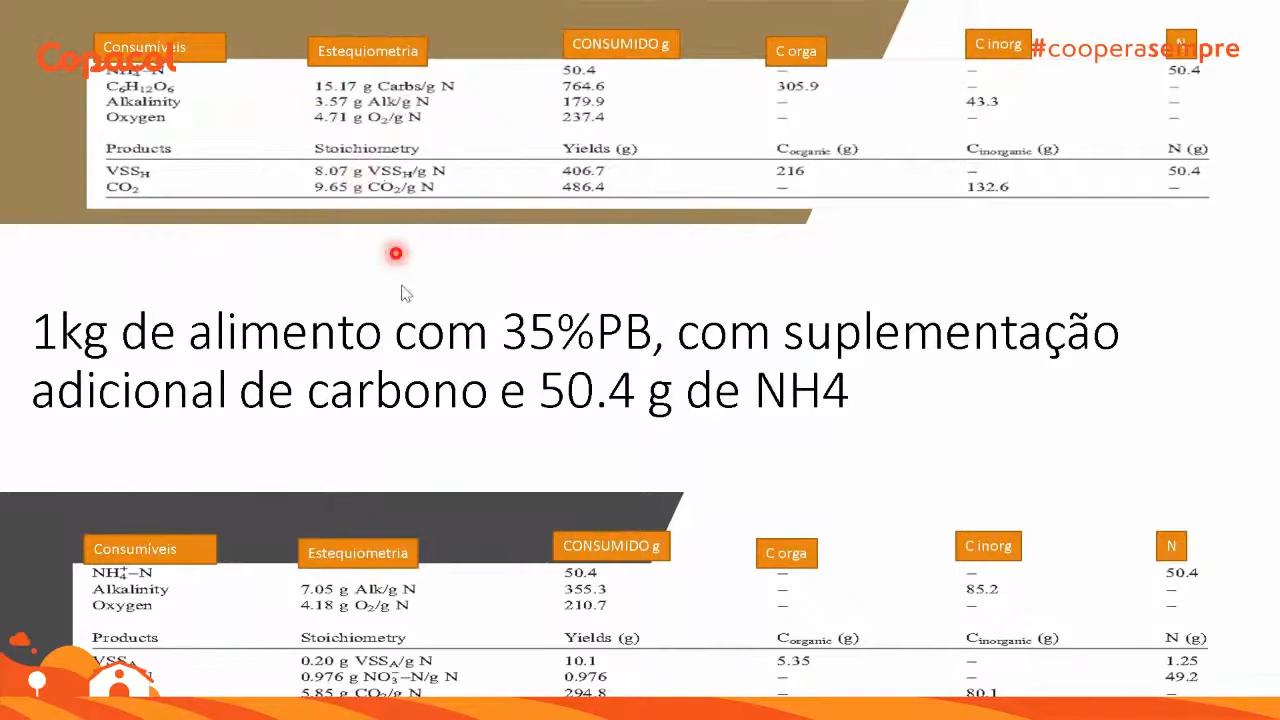 Copacol
#cooperasempre
Consumíveis Estequiometria CONSUMIDO g C orga C inorg N
NH₄⁺–N 50.4 – – 50.4
C₆H₁₂O₆ 15.17 g Carbs/g N 764.6 305.9 – –
Alkalinity 3.57 g Alk/g N 179.9 – 43.3 –
Oxygen 4.71 g O₂/g N 237.4 – – –
Products Stoichiometry Yields (g) Corganic (g) Cinorganic (g) N (g)
VSSH 8.07 g VSSH/g N 406.7 216 – 50.4
CO₂ 9.65 g CO₂/g N 486.4 – 132.6 –
1kg de alimento com 35%PB, com suplementação
adicional de carbono e 50.4 g de NH4
Consumíveis Estequiometria CONSUMIDO g C orga C inorg N
NH₄⁺–N 50.4 – – 50.4
Alkalinity 7.05 g Alk/g N 355.3 – 85.2 –
Oxygen 4.18 g O₂/g N 210.7 – – –
Products Stoichiometry Yields (g) Corganic (g) Cinorganic (g) N (g)
VSSA 0.20 g VSSA/g N 10.1 5.35 – 1.25
0.976 g NO₃⁻–N/g N 0.976 – – 49.2
5.85 g CO₂/g N 294.8 – 80.1 –